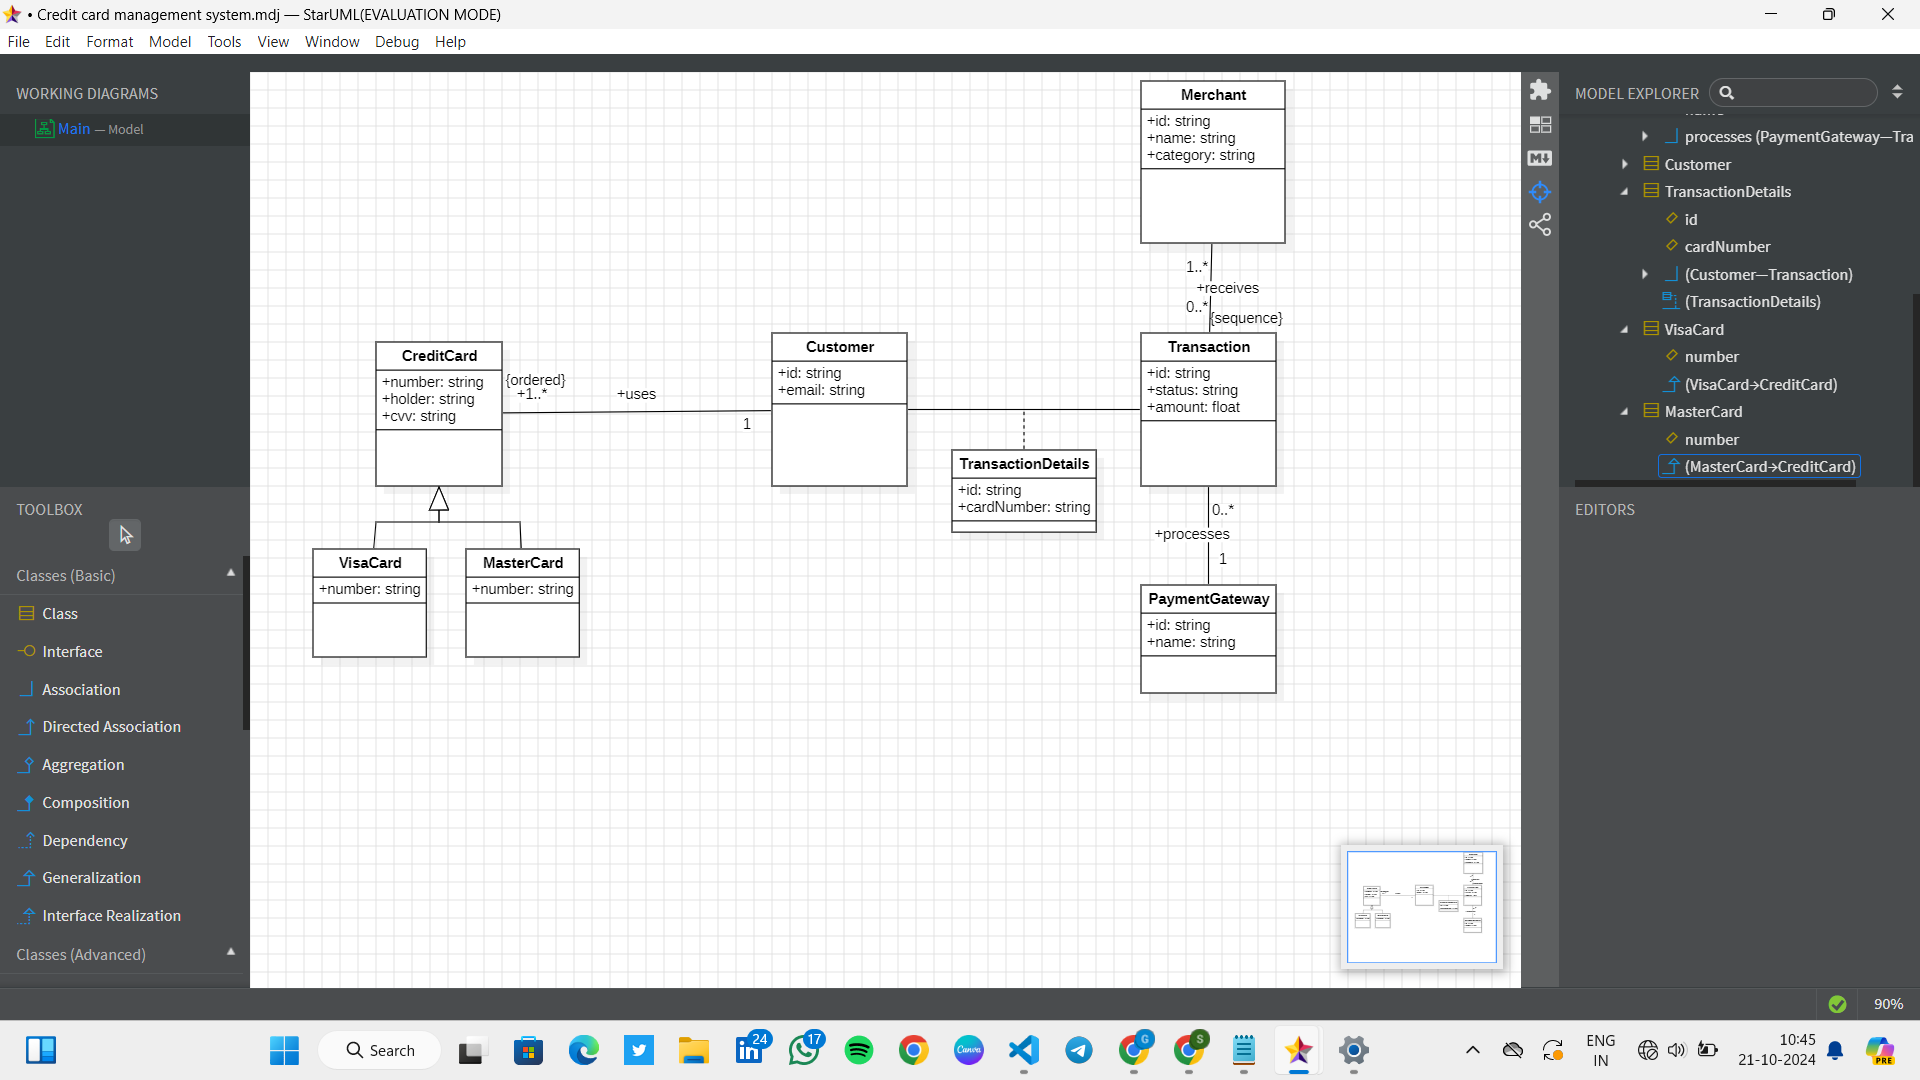 • Credit card management system.mdj — StarUML(EVALUATION MODE)
File Edit Format Model Tools View Window Debug Help
WORKING DIAGRAMS
Main — Model
TOOLBOX
Classes (Basic)
Class
Interface
Association
Directed Association
Aggregation
Composition
Dependency
Generalization
Interface Realization
Classes (Advanced)
Merchant
+id: string
+name: string
+category: string
1..*
+receives
0..*
{sequence}
CreditCard
+number: string
+holder: string
+cvv: string
{ordered}
+1..*
+uses
1
Customer
+id: string
+email: string
Transaction
+id: string
+status: string
+amount: float
TransactionDetails
+id: string
+cardNumber: string
0..*
+processes
1
VisaCard
+number: string
MasterCard
+number: string
PaymentGateway
+id: string
+name: string
MODEL EXPLORER
processes (PaymentGateway—Tra
Customer
TransactionDetails
id
cardNumber
(Customer—Transaction)
(TransactionDetails)
VisaCard
number
(VisaCard→CreditCard)
MasterCard
number
(MasterCard→CreditCard)
EDITORS
90%
Search
24
17
Canva
G
S
ENG
IN
10:45
21-10-2024
PRE